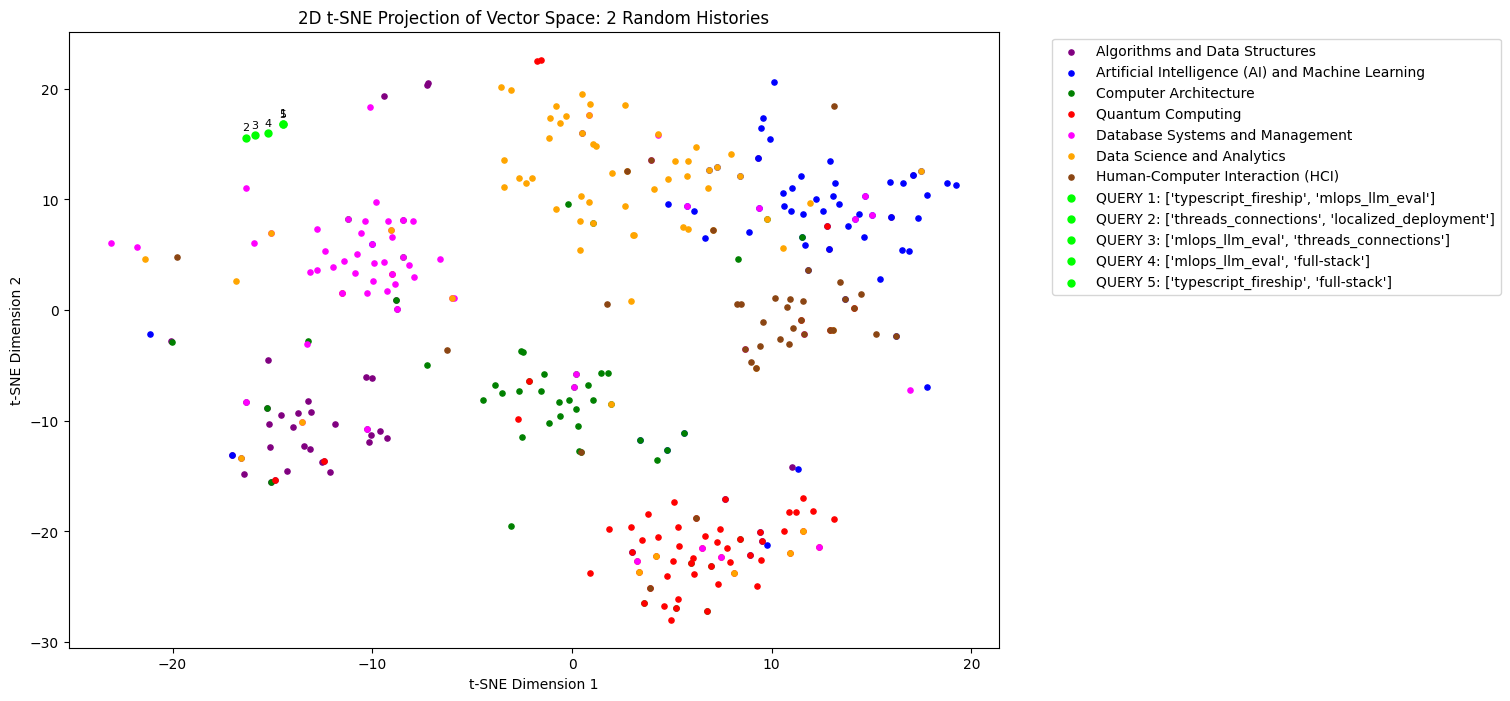 2D t-SNE Projection of Vector Space: 2 Random Histories
20
10
0
−10
−20
−30
t-SNE Dimension 2
2 3 4 5
1
−20 −10 0 10 20
t-SNE Dimension 1
Algorithms and Data Structures
Artificial Intelligence (AI) and Machine Learning
Computer Architecture
Quantum Computing
Database Systems and Management
Data Science and Analytics
Human-Computer Interaction (HCI)
QUERY 1: ['typescript_fireship', 'mlops_llm_eval']
QUERY 2: ['threads_connections', 'localized_deployment']
QUERY 3: ['mlops_llm_eval', 'threads_connections']
QUERY 4: ['mlops_llm_eval', 'full-stack']
QUERY 5: ['typescript_fireship', 'full-stack']